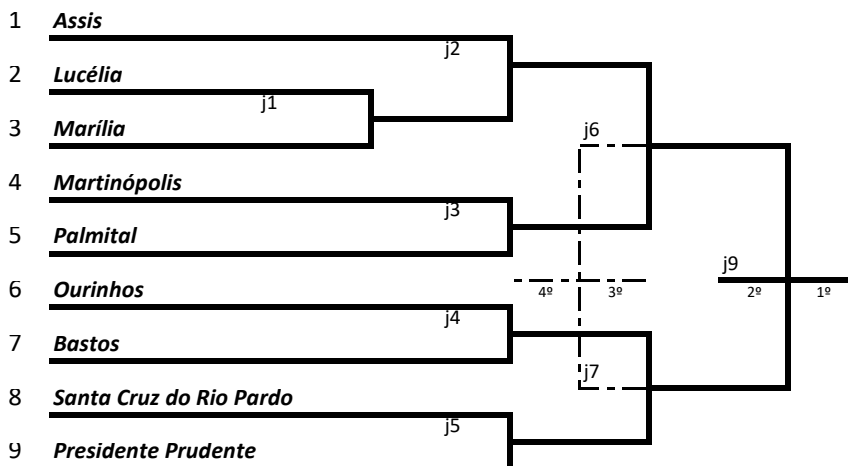 1 Assis
j2
2 Lucélia
j1
3 Marília
j6
4 Martinópolis
j3
5 Palmital
j9
6 Ourinhos
4º 3º 2º 1º
j4
7 Bastos
j7
8 Santa Cruz do Rio Pardo
j5
9 Presidente Prudente